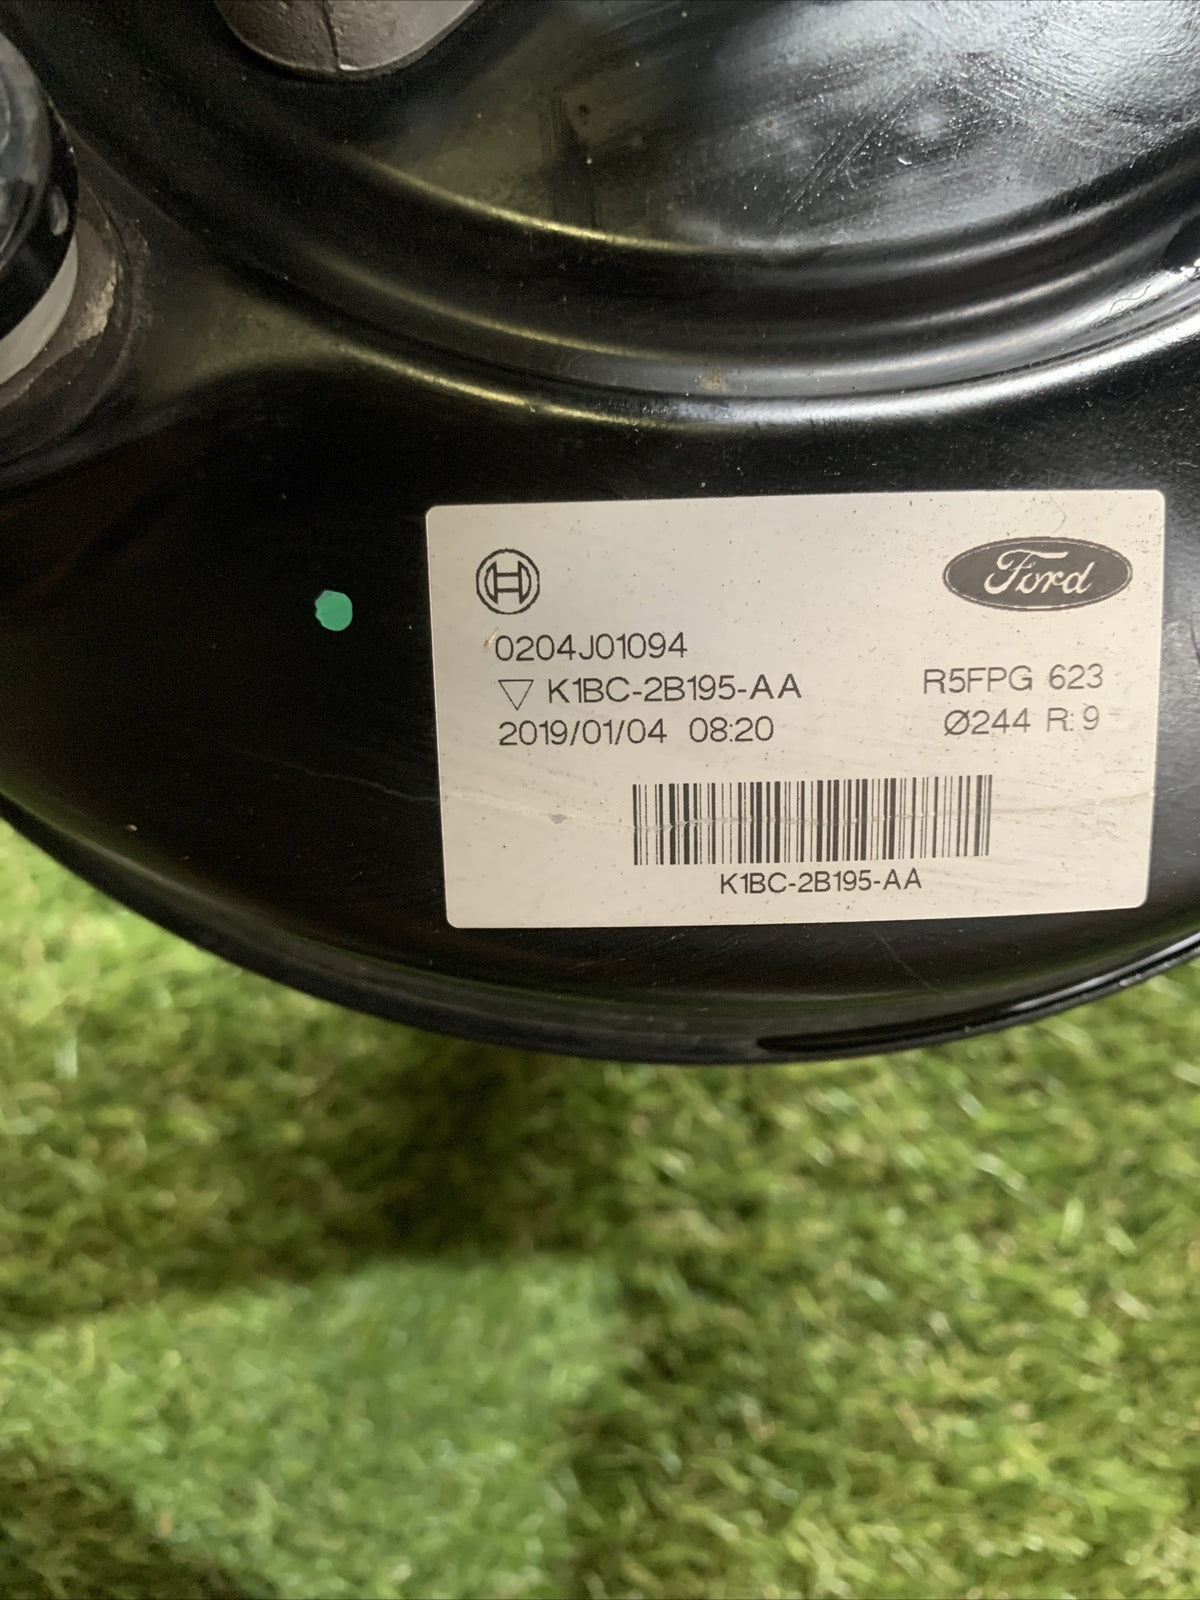 Ford
0204J01094
▽ K1BC-2B195-AA
R5FPG 623
2019/01/04 08:20
Ø244 R: 9
K1BC-2B195-AA